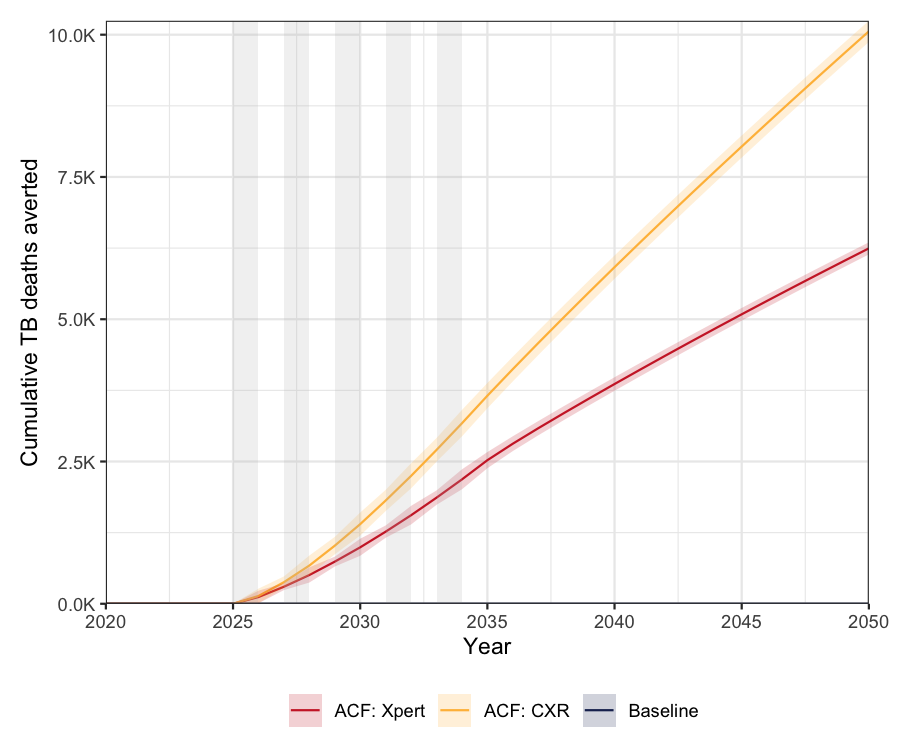 Cumulative TB deaths averted
10.0K
7.5K
5.0K
2.5K
0.0K
2020 2025 2030 2035 2040 2045 2050
Year
ACF: Xpert ACF: CXR Baseline